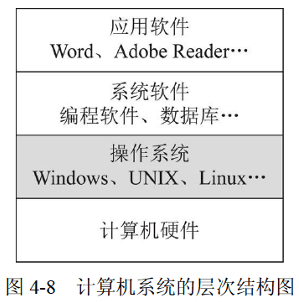 应用软件
Word、Adobe Reader…
系统软件
编程软件、数据库…
操作系统
Windows、UNIX、Linux…
计算机硬件
图 4-8 计算机系统的层次结构图